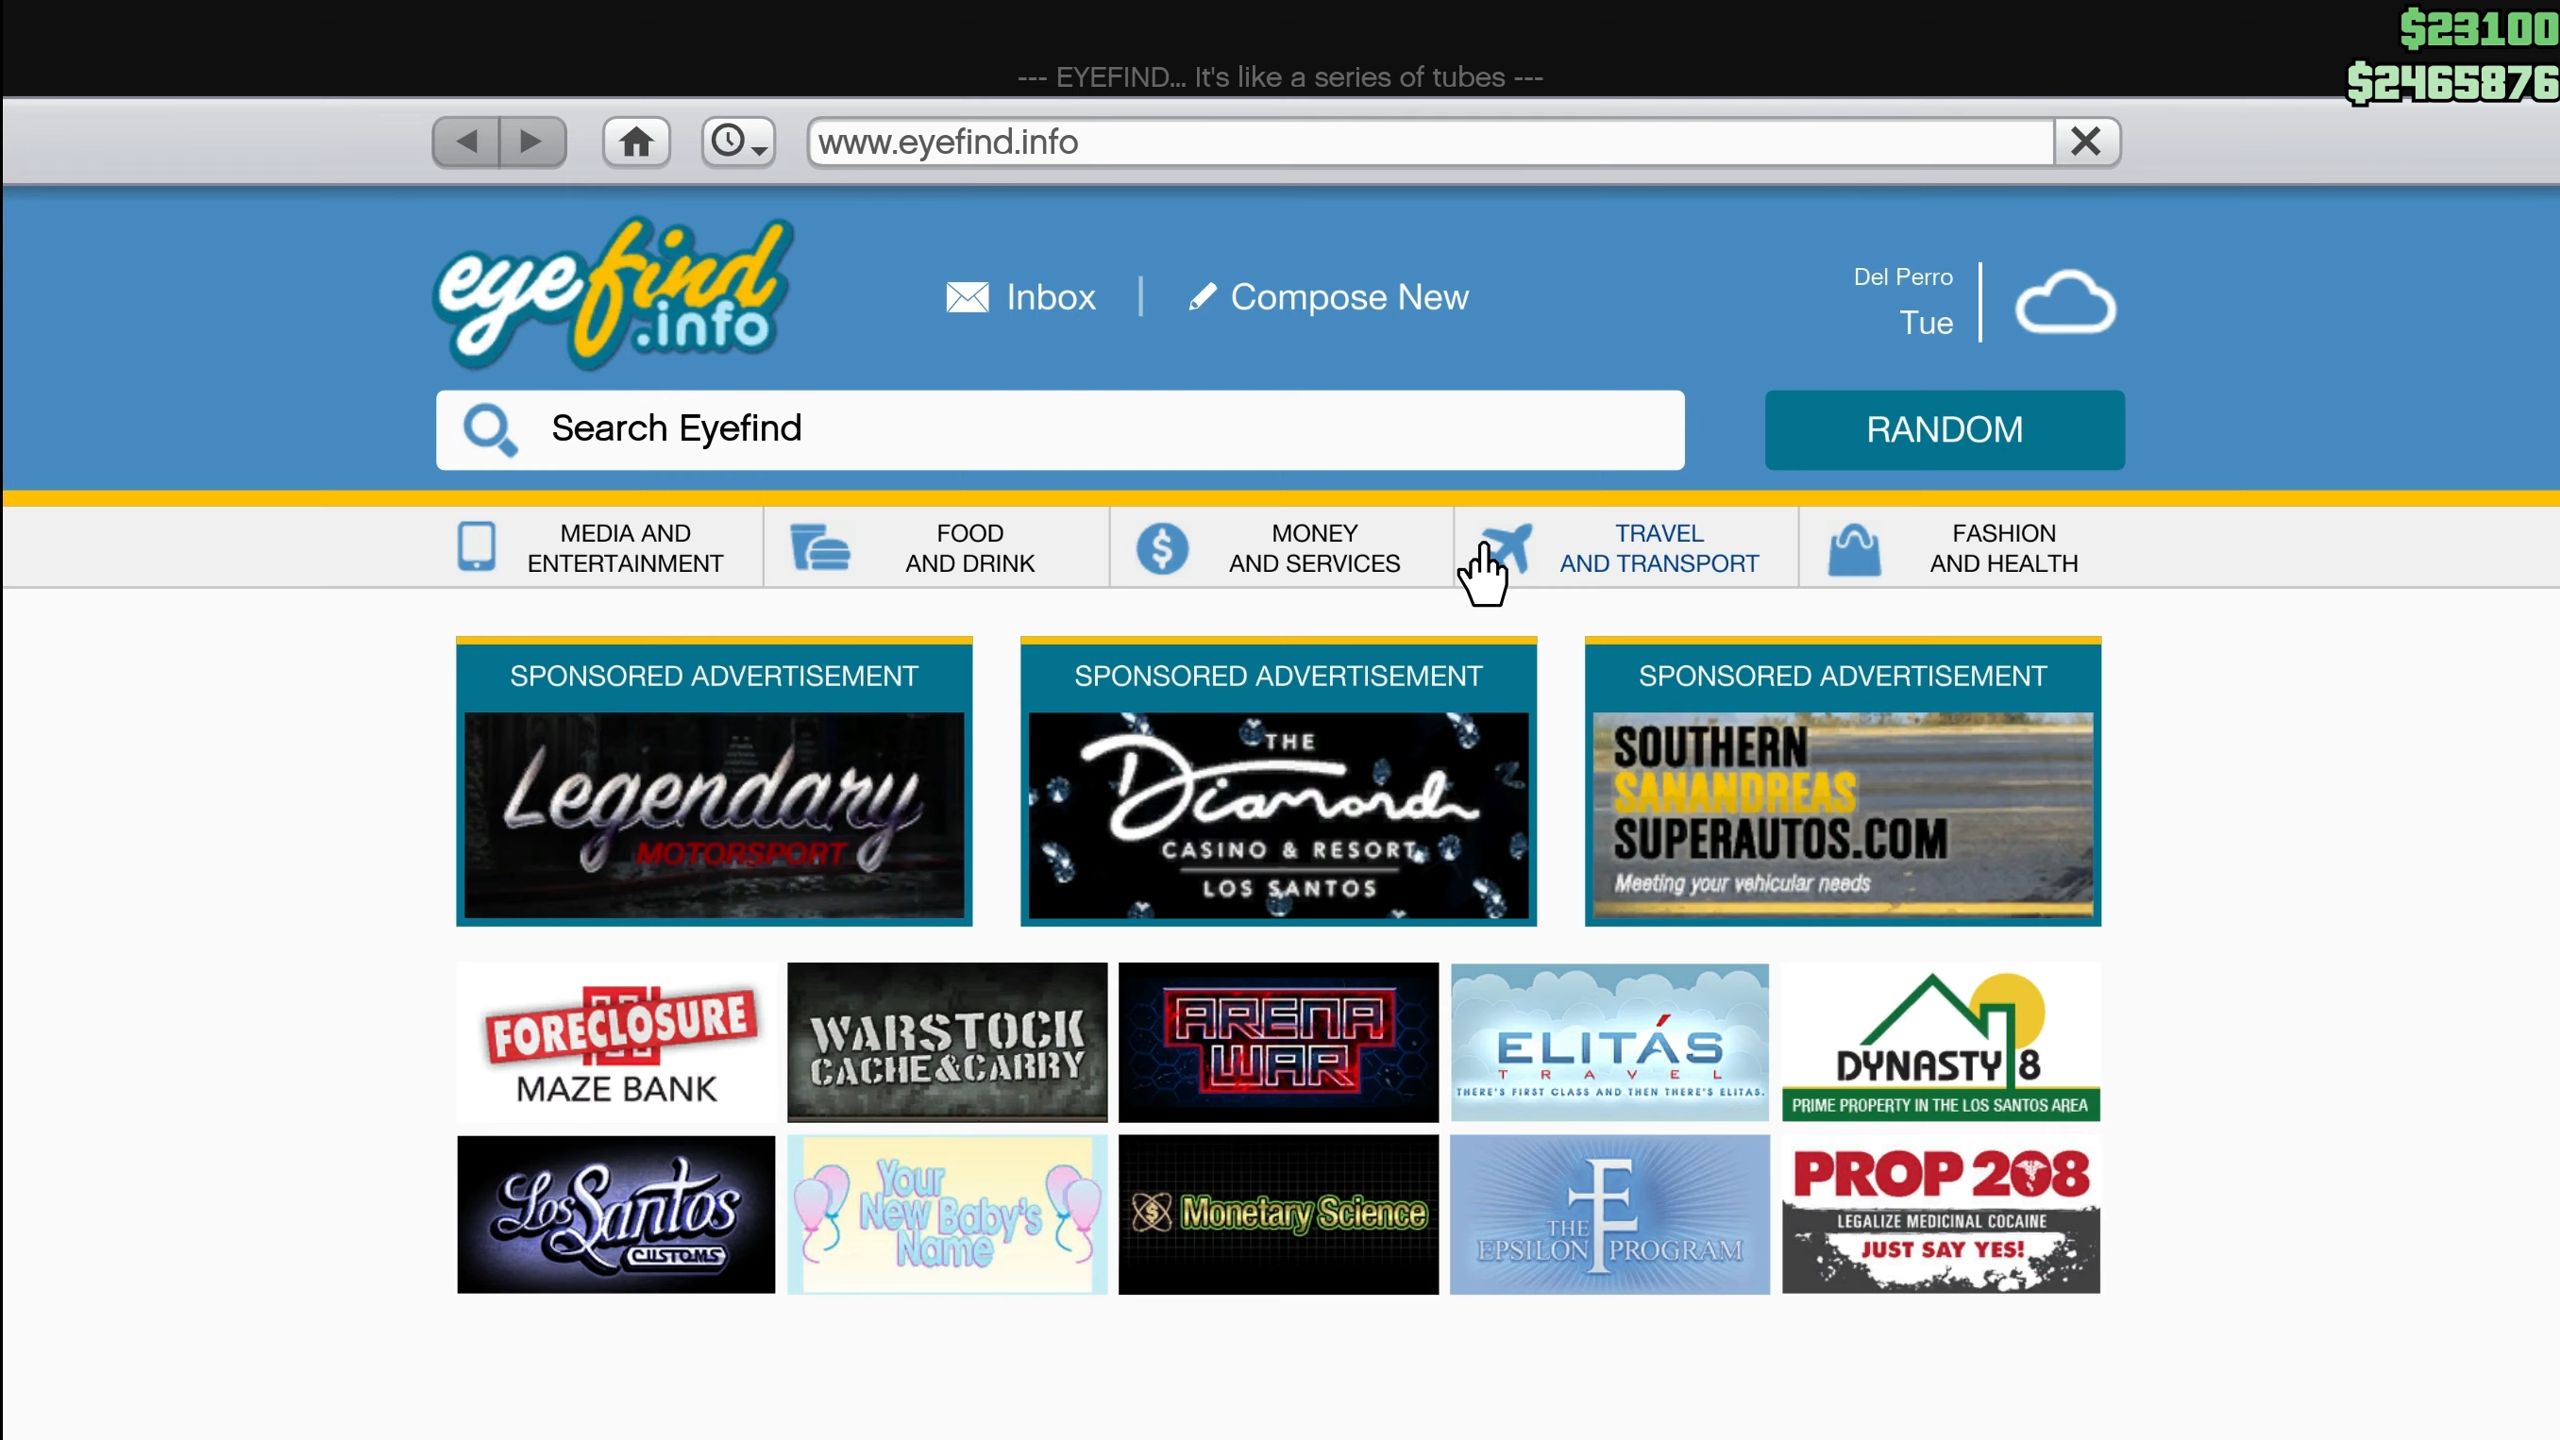 $23100
--- EYEFIND... It's like a series of tubes ---
$2465876
www.eyefind.info
eyefind
.info
Inbox
Compose New
Del Perro
Tue
Search Eyefind
RANDOM
MEDIA AND
ENTERTAINMENT
FOOD
AND DRINK
MONEY
AND SERVICES
TRAVEL
AND TRANSPORT
FASHION
AND HEALTH
SPONSORED ADVERTISEMENT
Legendary
MOTORSPORT
SPONSORED ADVERTISEMENT
THE
Diamond
CASINO & RESORT
LOS SANTOS
SPONSORED ADVERTISEMENT
SOUTHERN
SANANDREAS
SUPERAUTOS.COM
Meeting your vehicular needs
FORECLOSURE
MAZE BANK
WARSTOCK
CACHE & CARRY
ARENA
WAR
ELITÁS
TRAVEL
THERE'S FIRST CLASS AND THEN THERE'S ELITAS.
DYNASTY 8
PRIME PROPERTY IN THE LOS SANTOS AREA
Los Santos
CUSTOMS
Your
New Baby's
Name
Monetary Science
THE
EPSILON PROGRAM
PROP 208
LEGALIZE MEDICINAL COCAINE
JUST SAY YES!